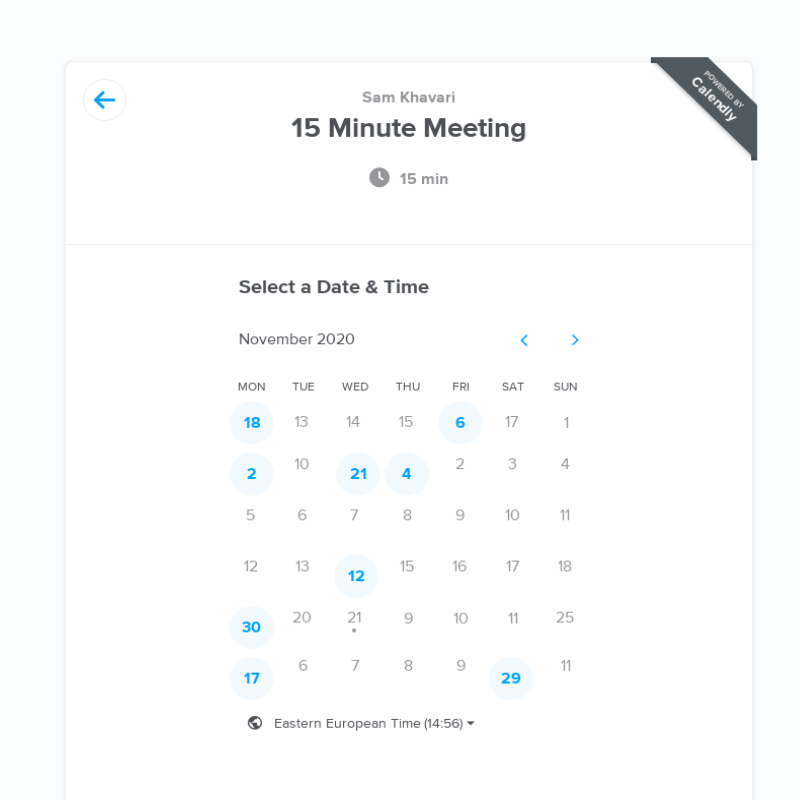 POWERED BY
Calendly
Sam Khavari
15 Minute Meeting
15 min
Select a Date & Time
November 2020
MON TUE WED THU FRI SAT SUN
18 13 14 15 6 17 1
2 10 21 4 2 3 4
5 6 7 8 9 10 11
12 13 12 15 16 17 18
30 20 21 9 10 11 25
17 6 7 8 9 29 11
Eastern European Time (14:56)